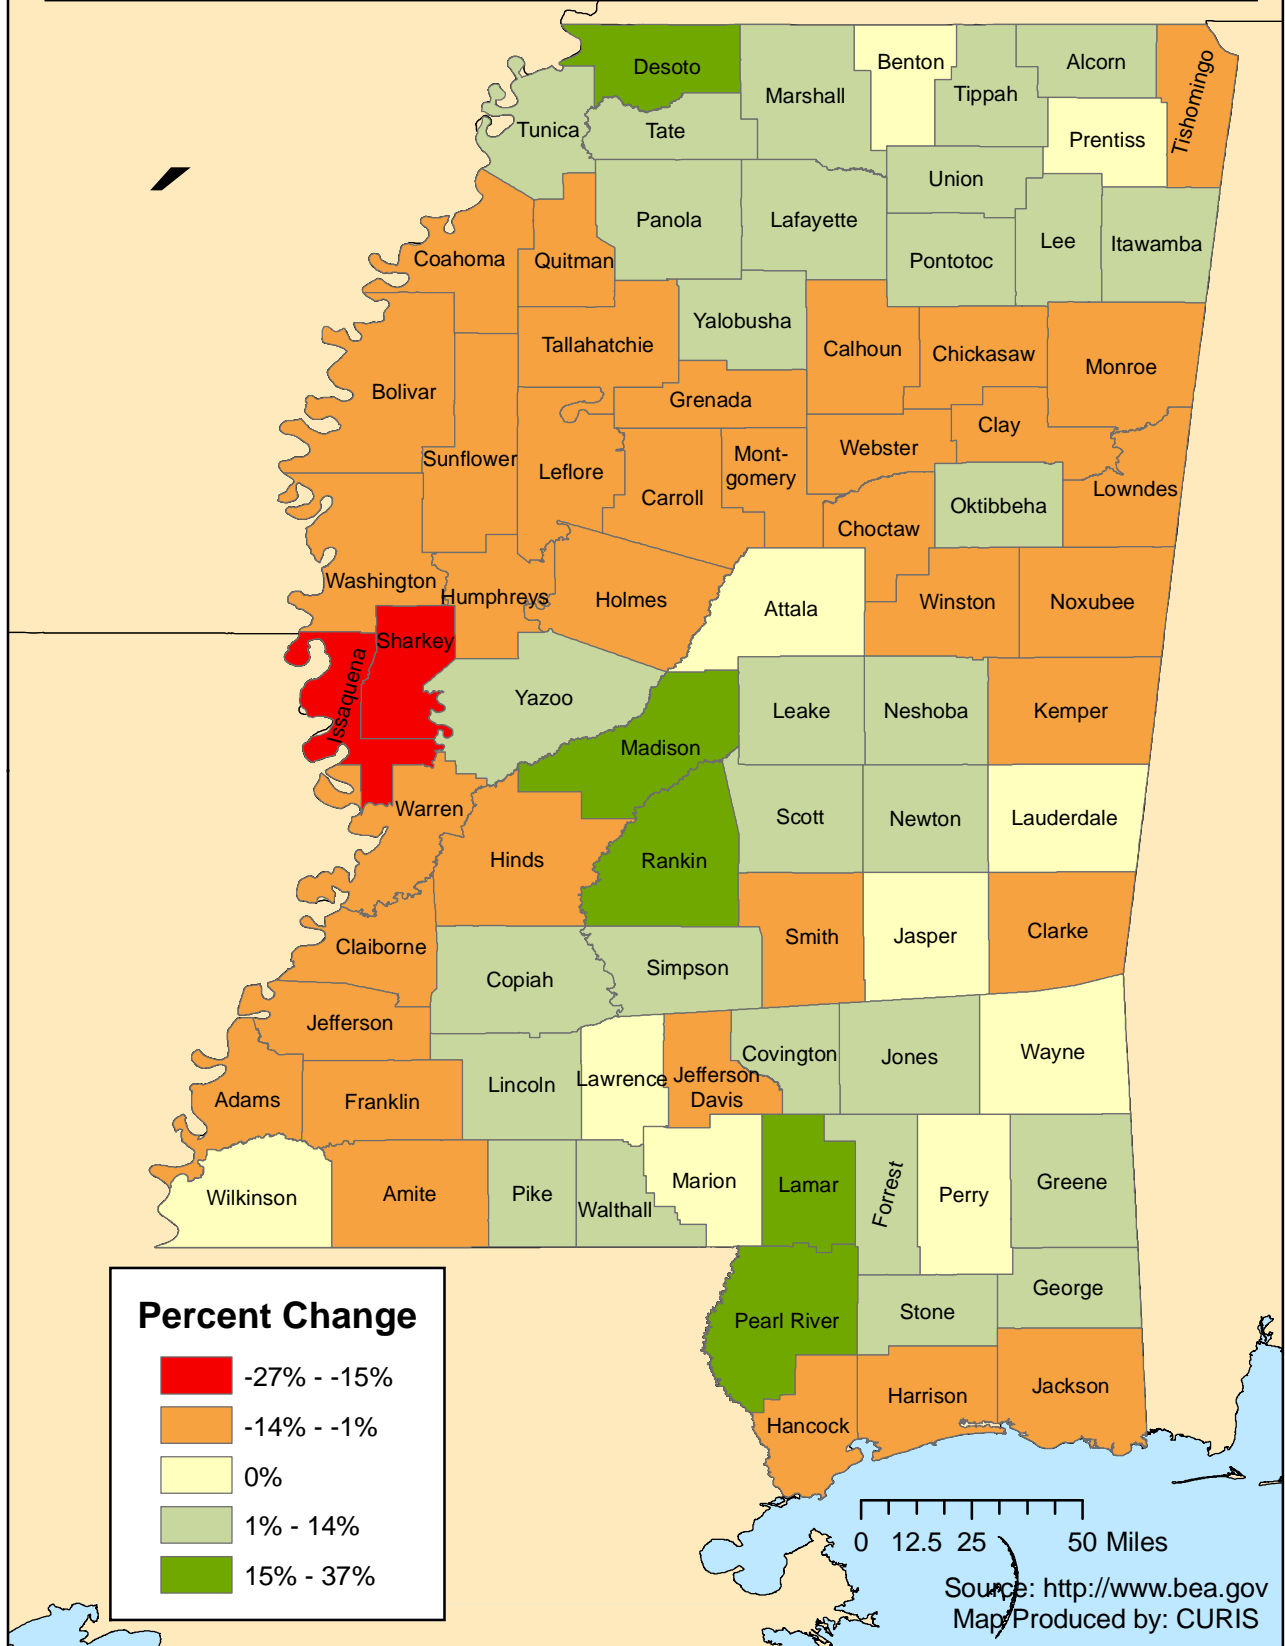 Desoto
Benton
Alcorn
Tishomingo
Marshall
Tippah
Tunica
Tate
Prentiss
Union
Panola
Lafayette
Lee
Itawamba
Coahoma
Quitman
Pontotoc
Yalobusha
Tallahatchie
Calhoun
Chickasaw
Monroe
Bolivar
Grenada
Clay
Webster
Sunflower
Leflore
Mont-
gomery
Carroll
Lowndes
Oktibbeha
Choctaw
Washington
Humphreys
Holmes
Attala
Winston
Noxubee
Sharkey
Issaquena
Yazoo
Leake
Neshoba
Kemper
Madison
Warren
Scott
Newton
Lauderdale
Hinds
Rankin
Smith
Jasper
Clarke
Claiborne
Copiah
Simpson
Jefferson
Covington
Jones
Wayne
Lincoln
Lawrence
Jefferson
Davis
Adams
Franklin
Marion
Lamar
Forrest
Perry
Greene
Wilkinson
Amite
Pike
Walthall
George
Stone
Pearl River
Jackson
Harrison
Hancock
Percent Change
-27% - -15%
-14% - -1%
0%
1% - 14%
15% - 37%
0 12.5 25 50 Miles
Source: http://www.bea.gov
Map Produced by: CURIS